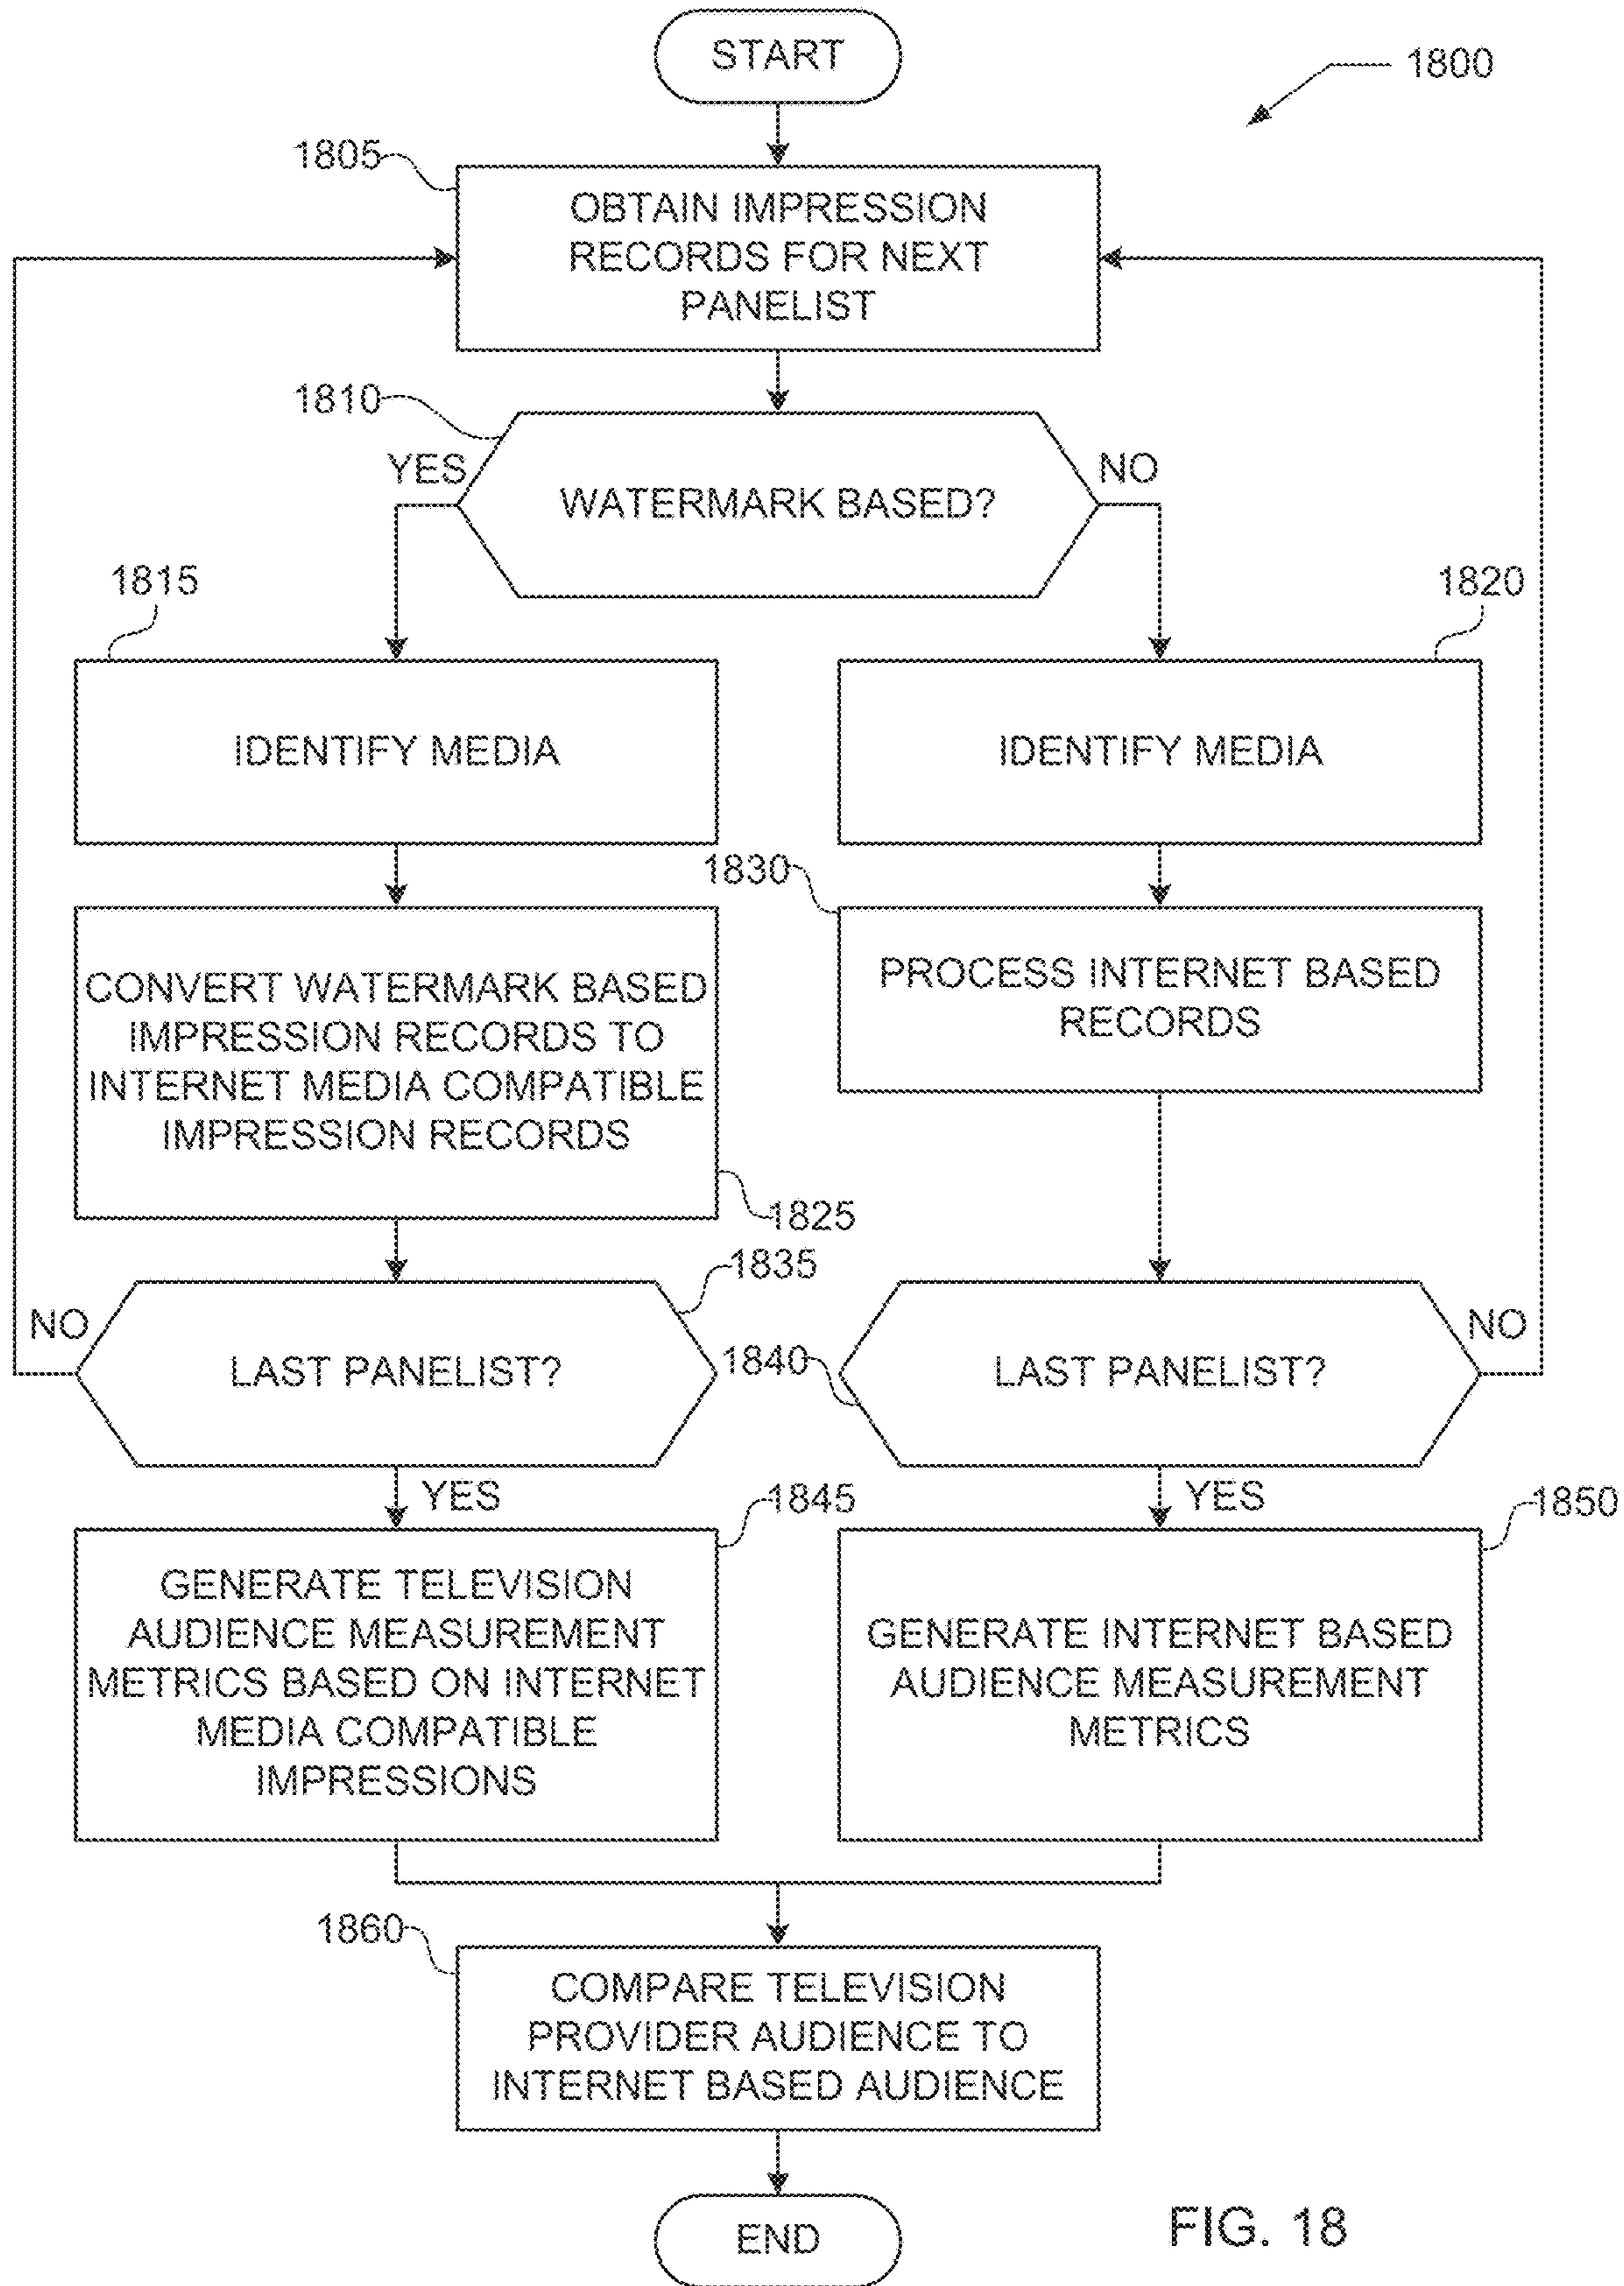 START
1800
1805
OBTAIN IMPRESSION
RECORDS FOR NEXT
PANELIST
1810
YES
NO
WATERMARK BASED?
1815
1820
IDENTIFY MEDIA
IDENTIFY MEDIA
1830
CONVERT WATERMARK BASED
IMPRESSION RECORDS TO
INTERNET MEDIA COMPATIBLE
IMPRESSION RECORDS
PROCESS INTERNET BASED
RECORDS
1825
1835
NO
LAST PANELIST?
1840
LAST PANELIST?
NO
YES
1845
YES
1850
GENERATE TELEVISION
AUDIENCE MEASUREMENT
METRICS BASED ON INTERNET
MEDIA COMPATIBLE
IMPRESSIONS
GENERATE INTERNET BASED
AUDIENCE MEASUREMENT
METRICS
1860
COMPARE TELEVISION
PROVIDER AUDIENCE TO
INTERNET BASED AUDIENCE
END
FIG. 18